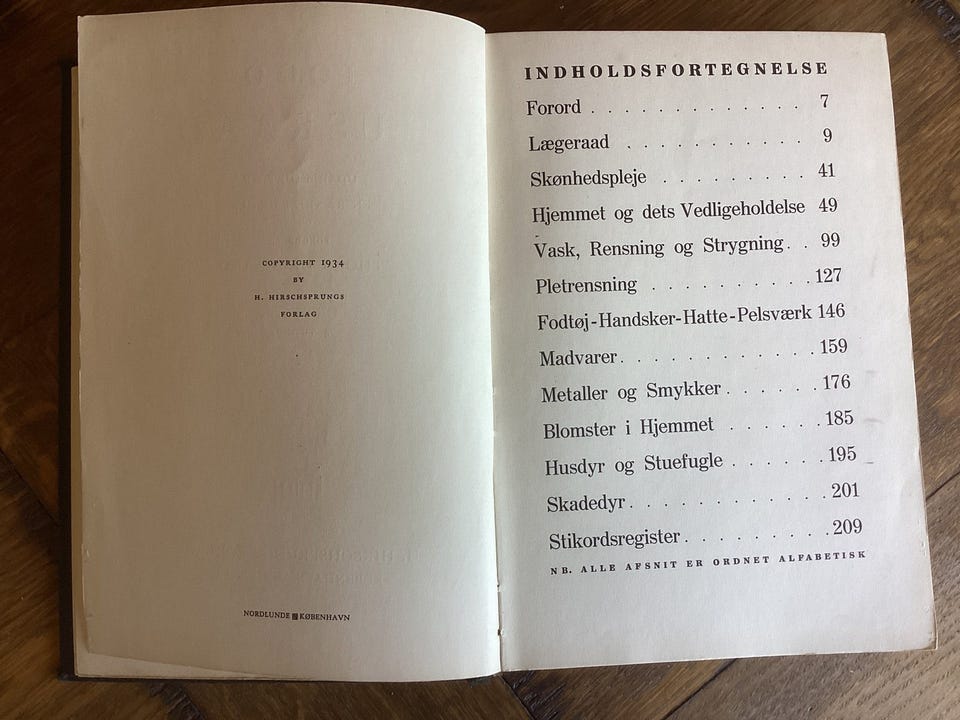 COPYRIGHT 1934
BY
H. HIRSCHSPRUNGS
FORLAG
NORDLUNDE KØBENHAVN
INDHOLDSFORTEGNELSE
Forord . . . . . . . . . . . . . 7
Lægeraad . . . . . . . . . . . 9
Skønhedspleje . . . . . . . . . 41
Hjemmet og dets Vedligeholdelse 49
Vask, Rensning og Strygning. . 99
Pletrensning . . . . . . . . . . 127
Fodtøj-Handsker-Hatte-Pelsværk 146
Madvarer. . . . . . . . . . . . 159
Metaller og Smykker . . . . . . 176
Blomster i Hjemmet . . . . . . 185
Husdyr og Stuefugle . . . . . . 195
Skadedyr. . . . . . . . . . . . 201
Stikordsregister . . . . . . . . . 209
NB. ALLE AFSNIT ER ORDNET ALFABETISK